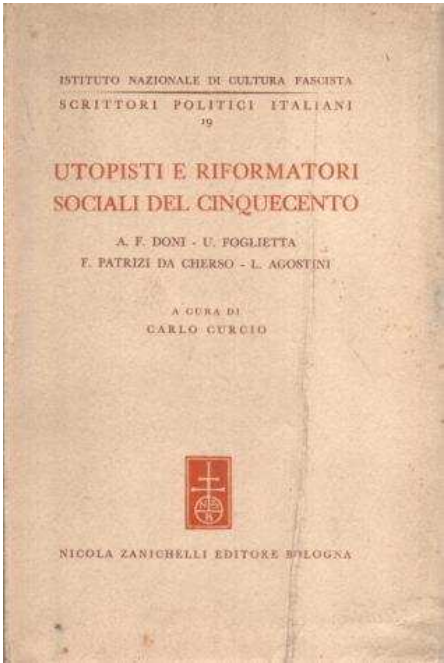 ISTITUTO NAZIONALE DI CULTURA FASCISTA
SCRITTORI POLITICI ITALIANI
19
UTOPISTI E RIFORMATORI
SOCIALI DEL CINQUECENTO
A. F. DONI - U. FOGLIETTA
F. PATRIZI DA CHERSO - L. AGOSTINI
A CURA DI
CARLO CURCIO
NICOLA ZANICHELLI EDITORE BOLOGNA